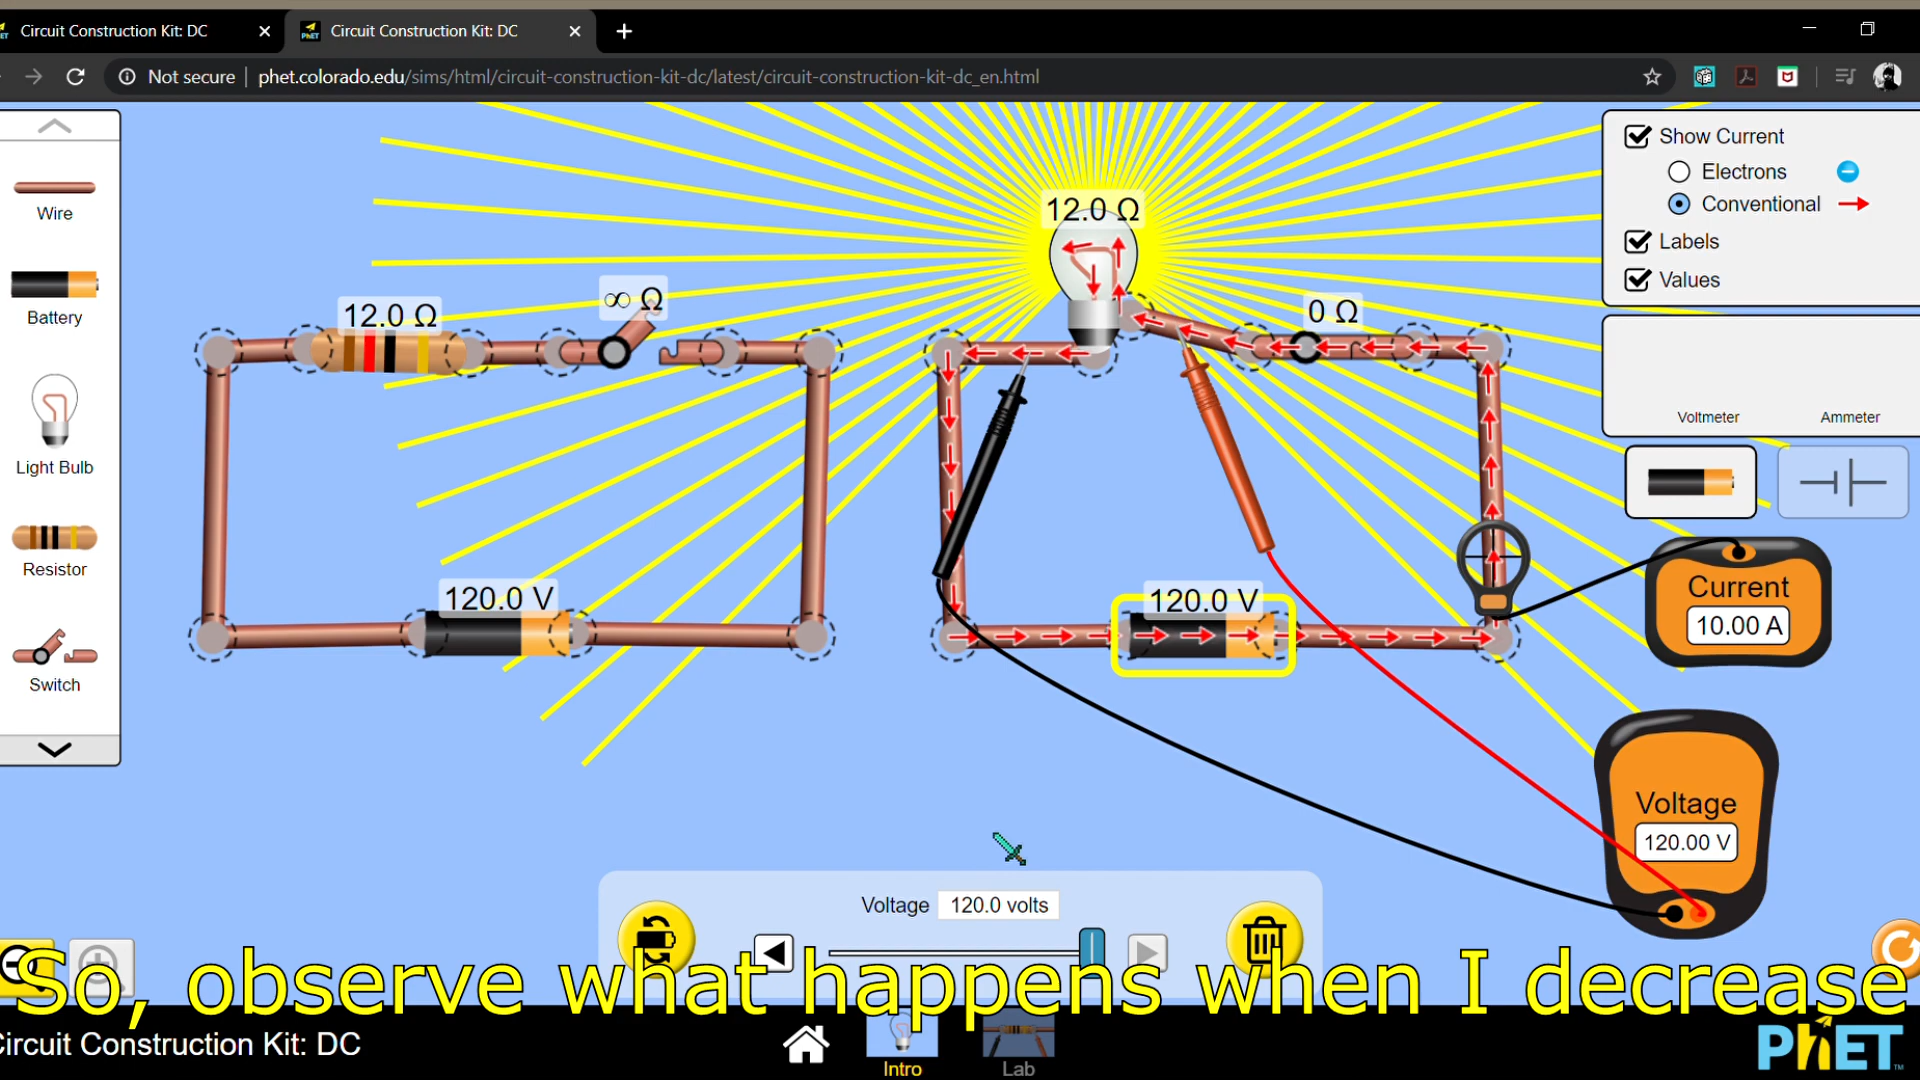 Circuit Construction Kit: DC
Circuit Construction Kit: DC
Not secure
phet.colorado.edu/sims/html/circuit-construction-kit-dc/latest/circuit-construction-kit-dc_en.html
Wire
Battery
Light Bulb
Resistor
Switch
12.0 Ω
∞ Ω
120.0 V
12.0 Ω
0 Ω
120.0 V
Show Current
Electrons
Conventional
Labels
Values
Voltmeter
Ammeter
Current
10.00 A
Voltage
120.00 V
Voltage 120.0 volts
So, observe what happens when I decrease
ircuit Construction Kit: DC
Intro
Lab
PhET